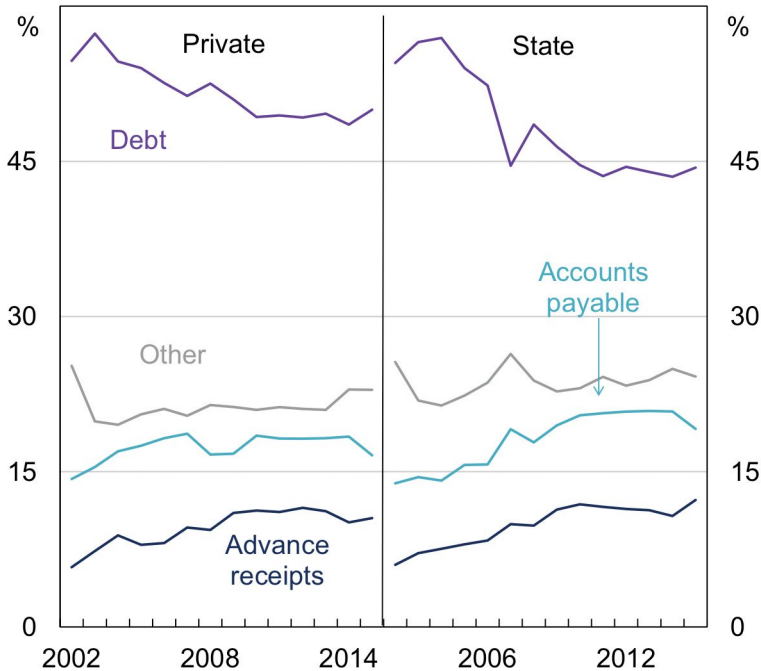 %
%
Private
State
Debt
45
45
Accounts
payable
30
30
Other
15
15
Advance
receipts
0
0
2002
2008
2014
2006
2012